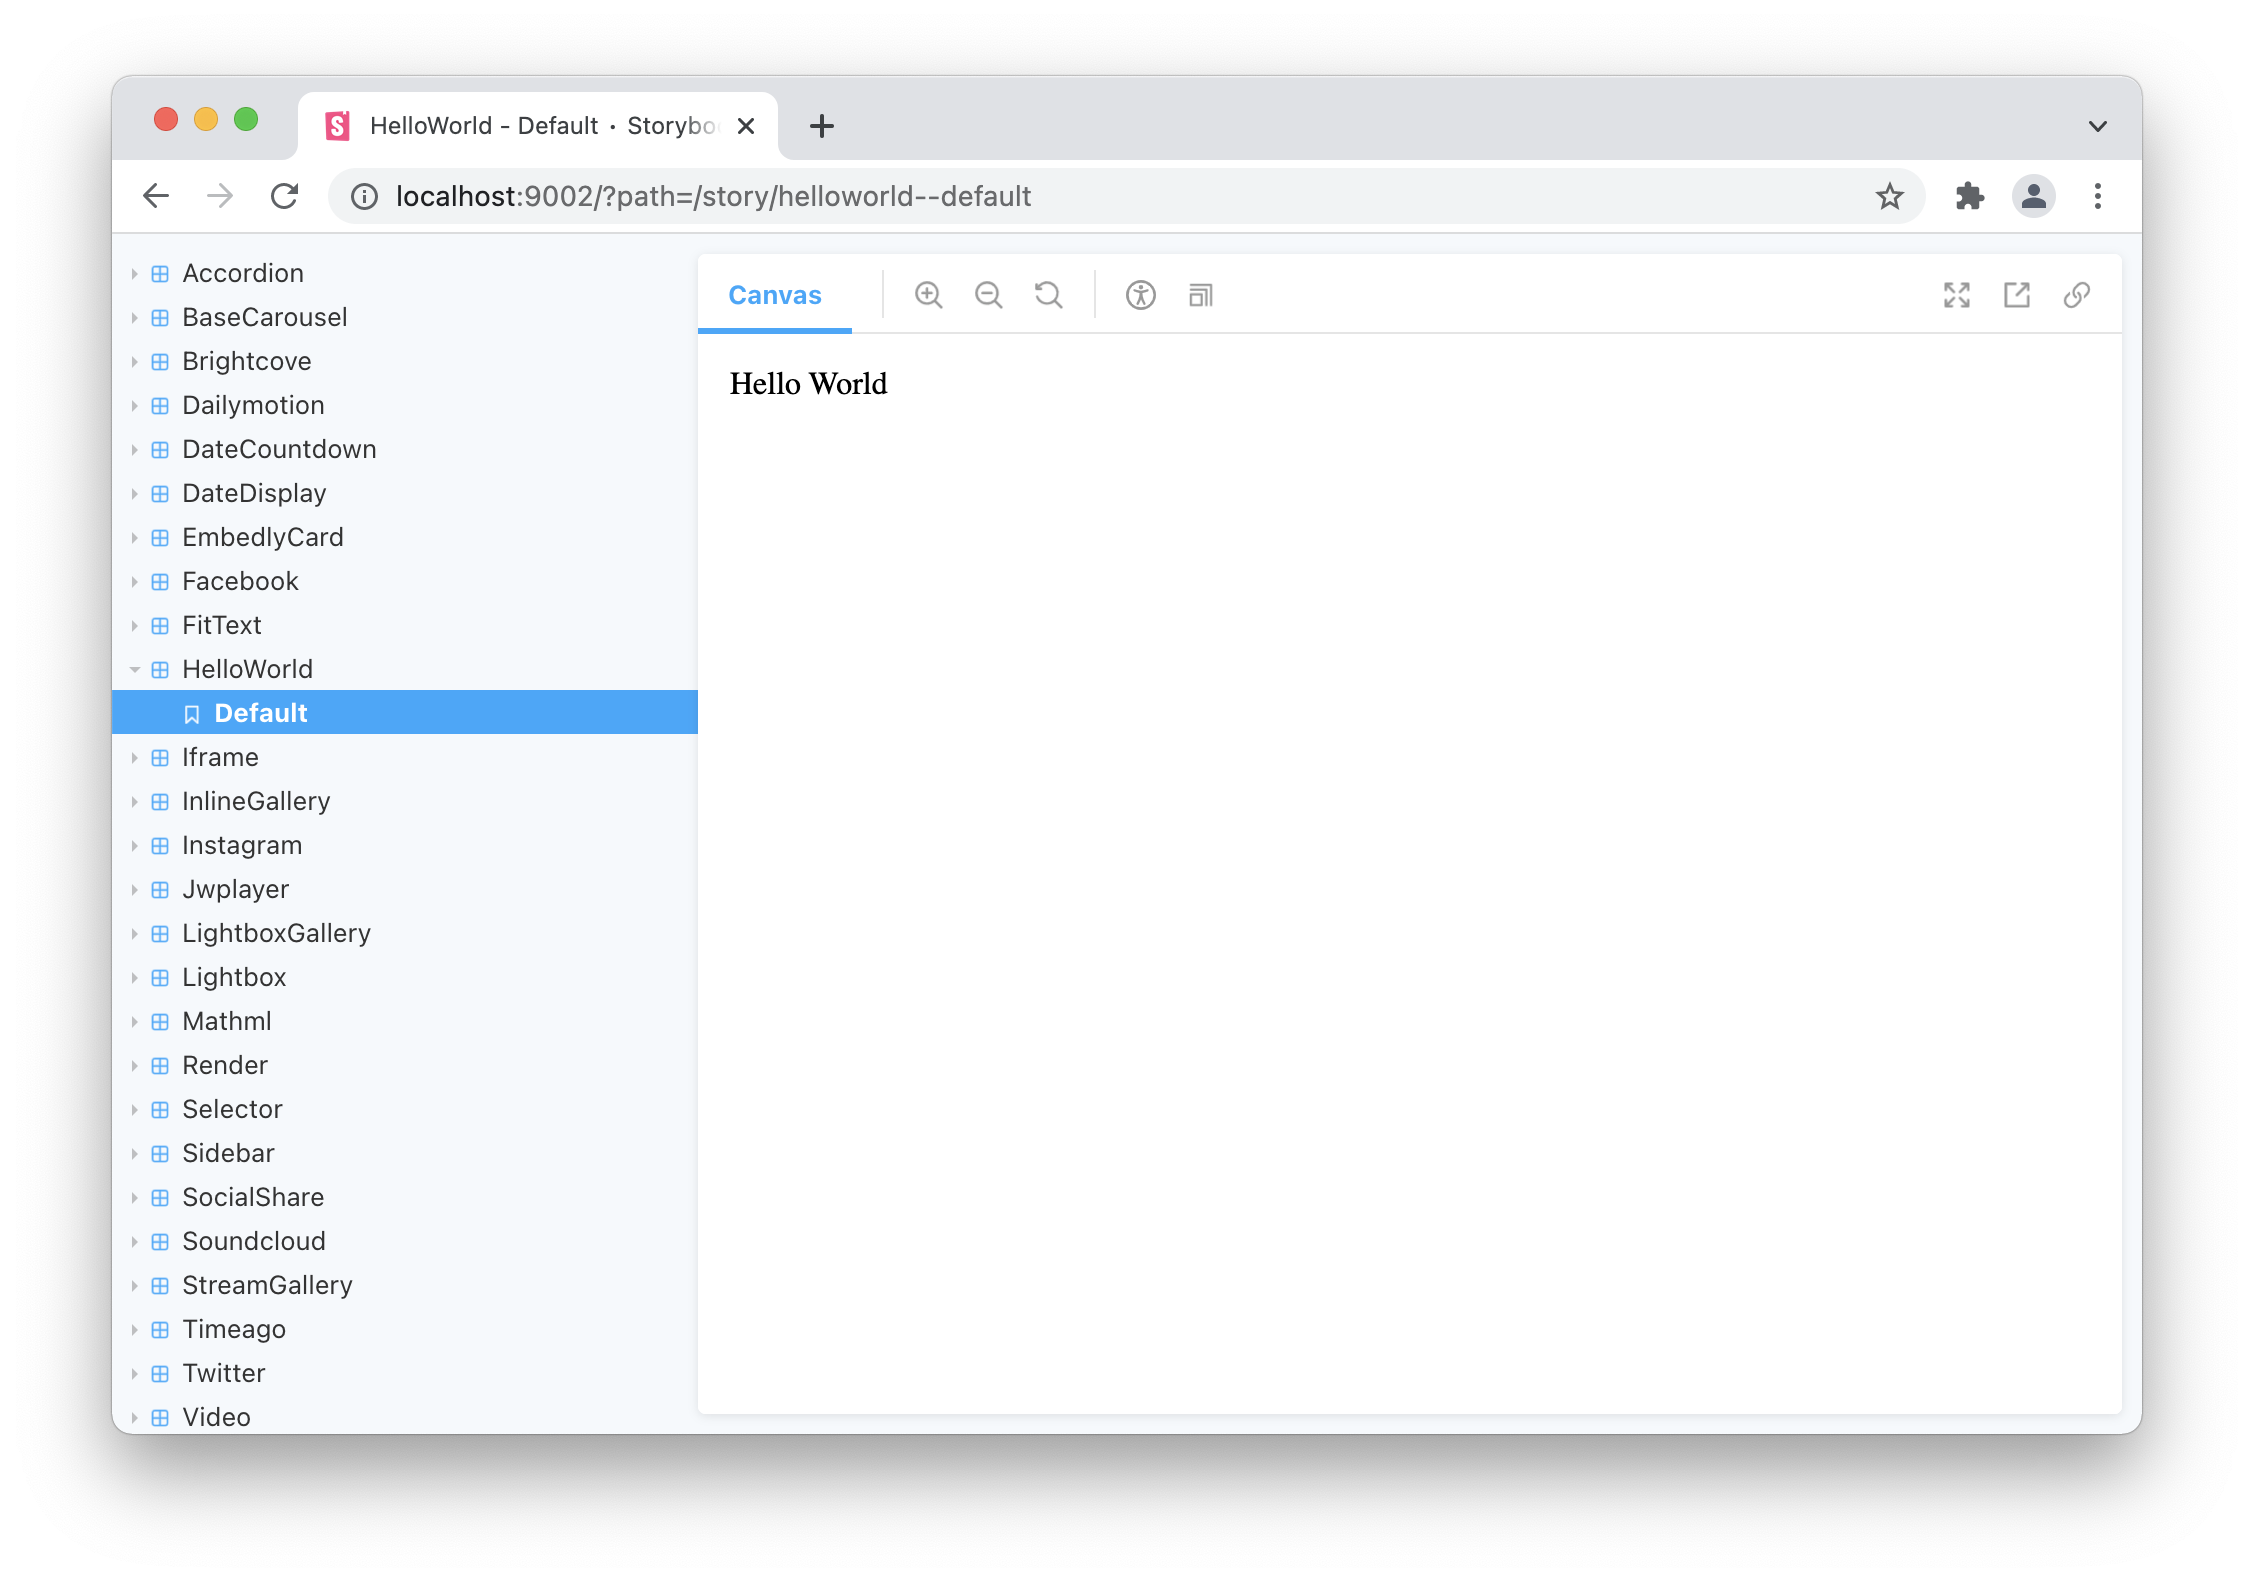 HelloWorld - Default · Storyboo
localhost:9002/?path=/story/helloworld--default
Accordion
BaseCarousel
Brightcove
Dailymotion
DateCountdown
DateDisplay
EmbedlyCard
Facebook
FitText
HelloWorld
Default
Iframe
InlineGallery
Instagram
Jwplayer
LightboxGallery
Lightbox
Mathml
Render
Selector
Sidebar
SocialShare
Soundcloud
StreamGallery
Timeago
Twitter
Video
Canvas
Hello World